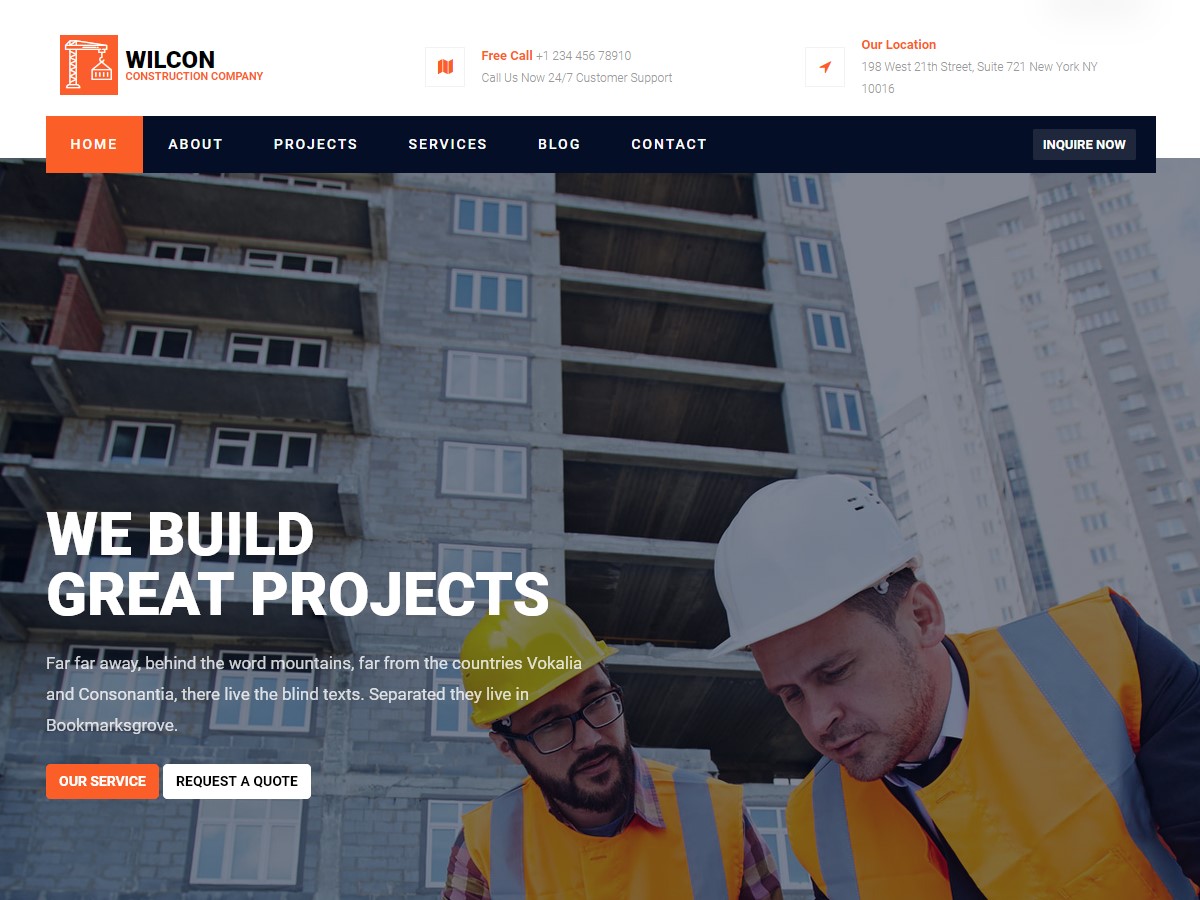 WILCON
CONSTRUCTION COMPANY
Free Call +1 234 456 78910
Call Us Now 24/7 Customer Support
Our Location
198 West 21th Street, Suite 721 New York NY
10016
HOME ABOUT PROJECTS SERVICES BLOG CONTACT INQUIRE NOW
WE BUILD
GREAT PROJECTS
Far far away, behind the word mountains, far from the countries Vokalia
and Consonantia, there live the blind texts. Separated they live in
Bookmarksgrove.
OUR SERVICE REQUEST A QUOTE